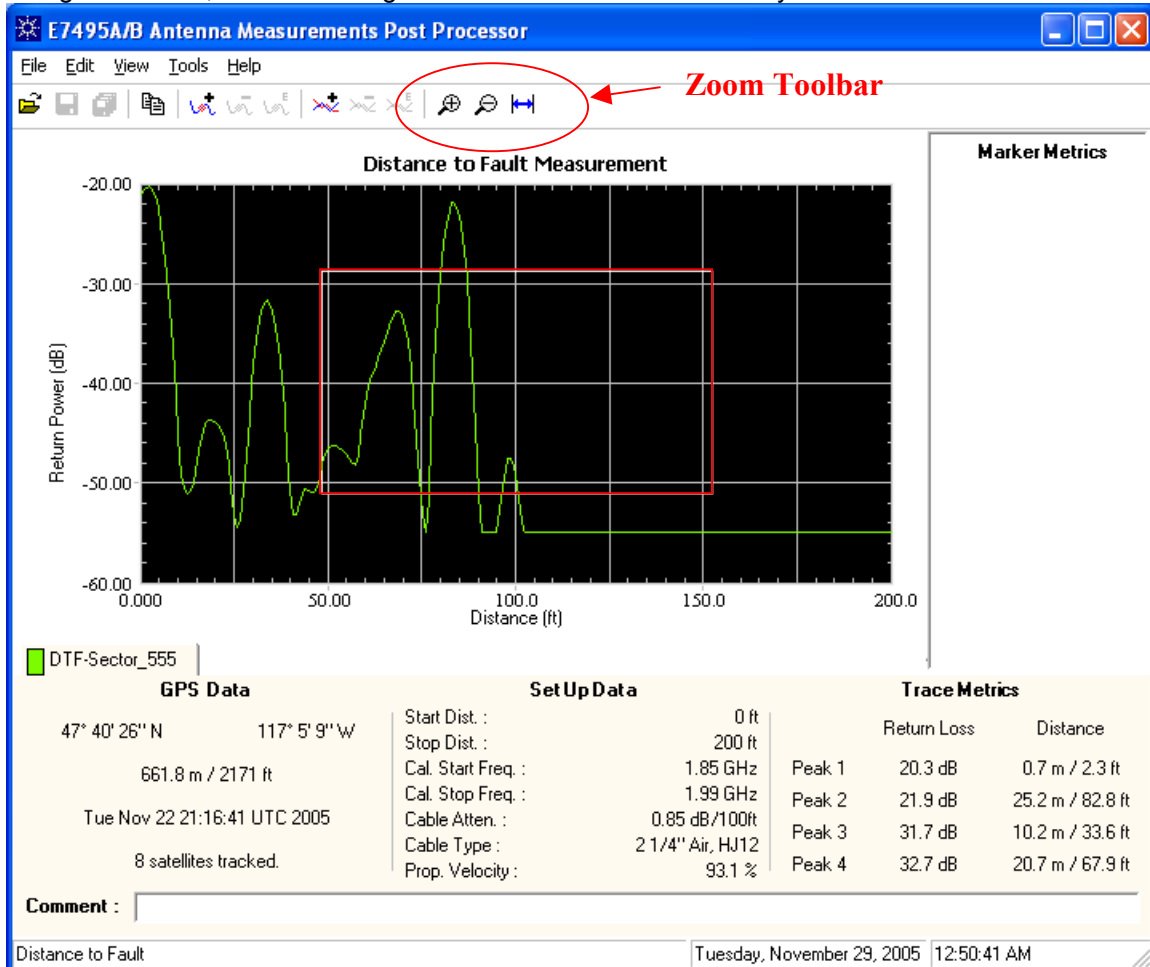 E7495A/B Antenna Measurements Post Processor
File Edit View Tools Help
Zoom Toolbar
Distance to Fault Measurement
Marker Metrics
-20.00
-30.00
-40.00
-50.00
-60.00
Return Power (dB)
0.000 50.00 100.0 150.0 200.0
Distance (ft)
DTF-Sector_555
GPS Data
47° 40' 26'' N 117° 5' 9'' W
661.8 m / 2171 ft
Tue Nov 22 21:16:41 UTC 2005
8 satellites tracked.
Set Up Data
Start Dist. : 0 ft
Stop Dist. : 200 ft
Cal. Start Freq. : 1.85 GHz
Cal. Stop Freq. : 1.99 GHz
Cable Atten. : 0.85 dB/100ft
Cable Type : 2 1/4'' Air, HJ12
Prop. Velocity : 93.1 %
Trace Metrics
Return Loss Distance
Peak 1 20.3 dB 0.7 m / 2.3 ft
Peak 2 21.9 dB 25.2 m / 82.8 ft
Peak 3 31.7 dB 10.2 m / 33.6 ft
Peak 4 32.7 dB 20.7 m / 67.9 ft
Comment :
Distance to Fault Tuesday, November 29, 2005 12:50:41 AM